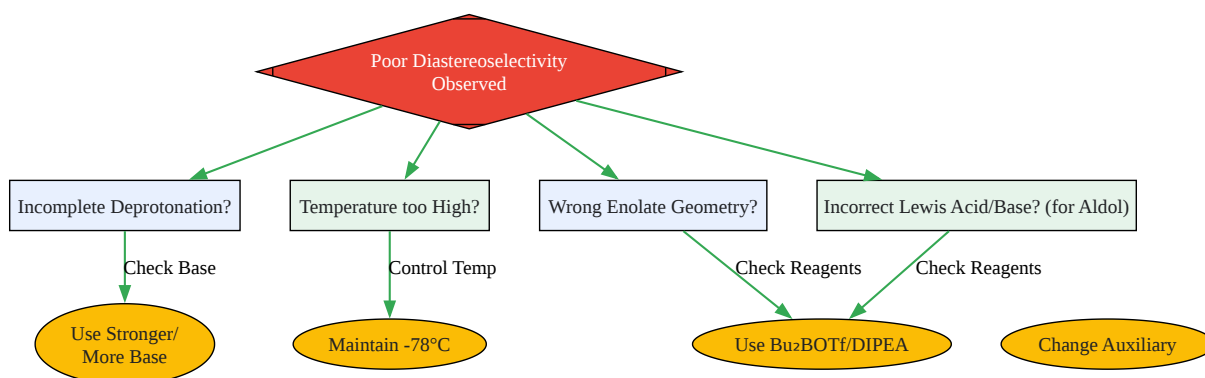 Poor Diastereoselectivity
Observed
Incomplete Deprotonation?
Temperature too High?
Wrong Enolate Geometry?
Incorrect Lewis Acid/Base? (for Aldol)
Check Base
Control Temp
Check Reagents
Check Reagents
Use Stronger/
More Base
Maintain -78°C
Use Bu₂BOTf/DIPEA
Change Auxiliary